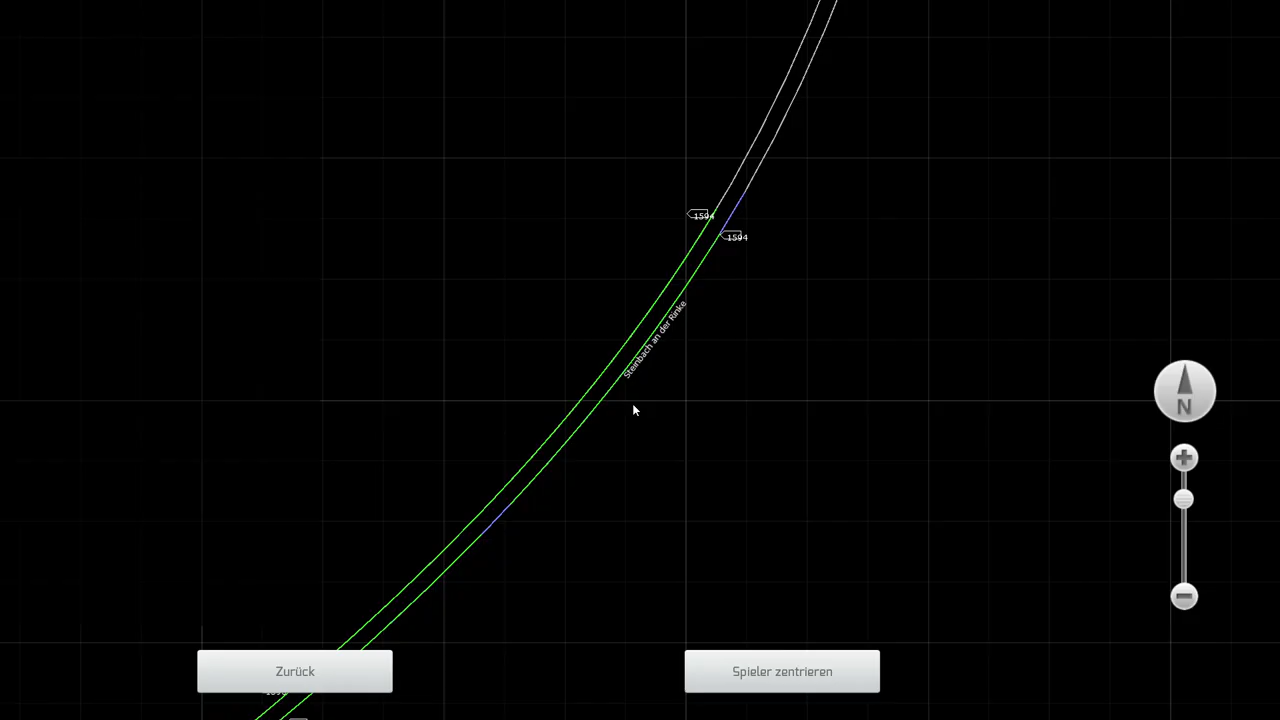 1594
1594
Steinbach an der Rinke
N
Zurück
Spieler zentrieren